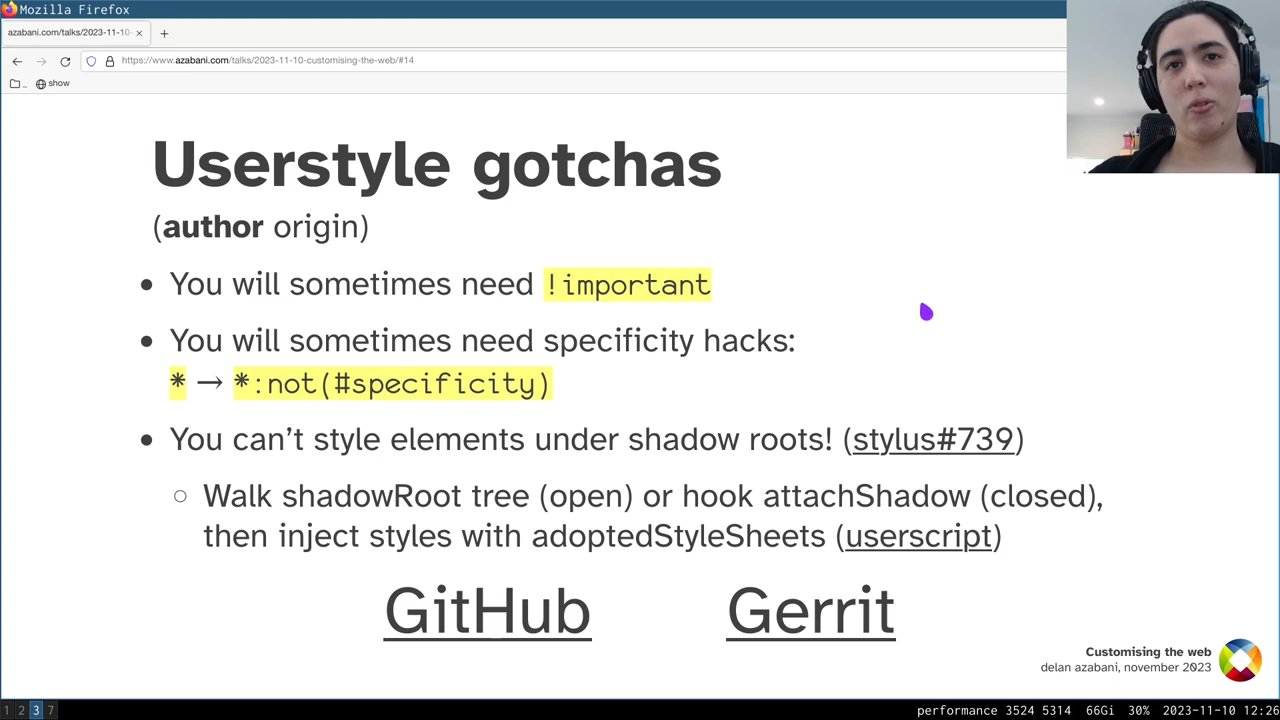 Mozilla Firefox
azabani.com/talks/2023-11-10-
https://www.azabani.com/talks/2023-11-10-customising-the-web/#14
show
Userstyle gotchas
(author origin)
• You will sometimes need !important
• You will sometimes need specificity hacks:
* → *:not(#specificity)
• You can’t style elements under shadow roots! (stylus#739)
○ Walk shadowRoot tree (open) or hook attachShadow (closed),
then inject styles with adoptedStyleSheets (userscript)
GitHub Gerrit
Customising the web
delan azabani, november 2023
1 2 3 7 performance 3524 5314 66Gi 30% 2023-11-10 12:26